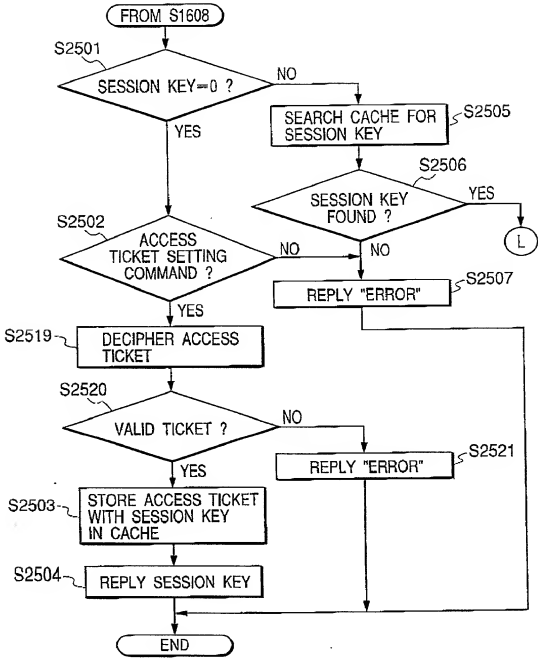 FROM S1608
S2501
SESSION KEY=0 ?
NO
YES
SEARCH CACHE FOR
SESSION KEY
S2505
S2506
SESSION KEY
FOUND ?
YES
L
NO
S2502
ACCESS
TICKET SETTING
COMMAND ?
NO
YES
REPLY "ERROR"
S2507
S2519
DECIPHER ACCESS
TICKET
S2520
VALID TICKET ?
NO
YES
REPLY "ERROR"
S2521
S2503
STORE ACCESS TICKET
WITH SESSION KEY
IN CACHE
S2504
REPLY SESSION KEY
END